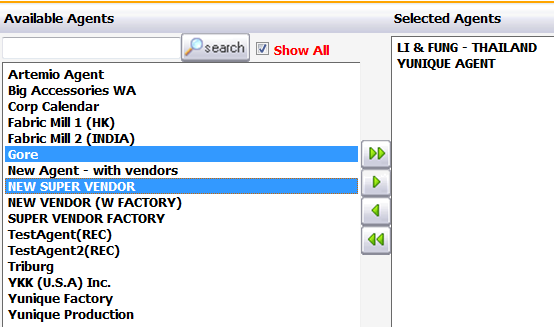 Available Agents
Selected Agents
search
Show All
Artemio Agent
Big Accessories WA
Corp Calendar
Fabric Mill 1 (HK)
Fabric Mill 2 (INDIA)
Gore
New Agent - with vendors
NEW SUPER VENDOR
NEW VENDOR (W FACTORY)
SUPER VENDOR FACTORY
TestAgent(REC)
TestAgent2(REC)
Triburg
YKK (U.S.A) Inc.
Yunique Factory
Yunique Production
LI & FUNG - THAILAND
YUNIQUE AGENT